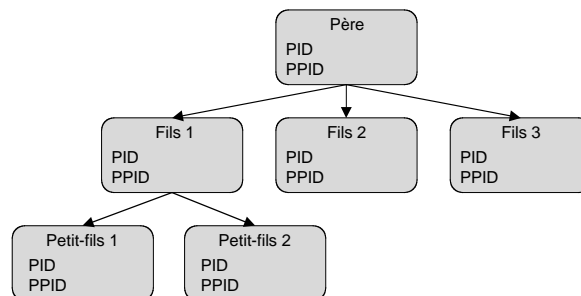 Père
PID
PPID
Fils 1
PID
PPID
Fils 2
PID
PPID
Fils 3
PID
PPID
Petit-fils 1
PID
PPID
Petit-fils 2
PID
PPID